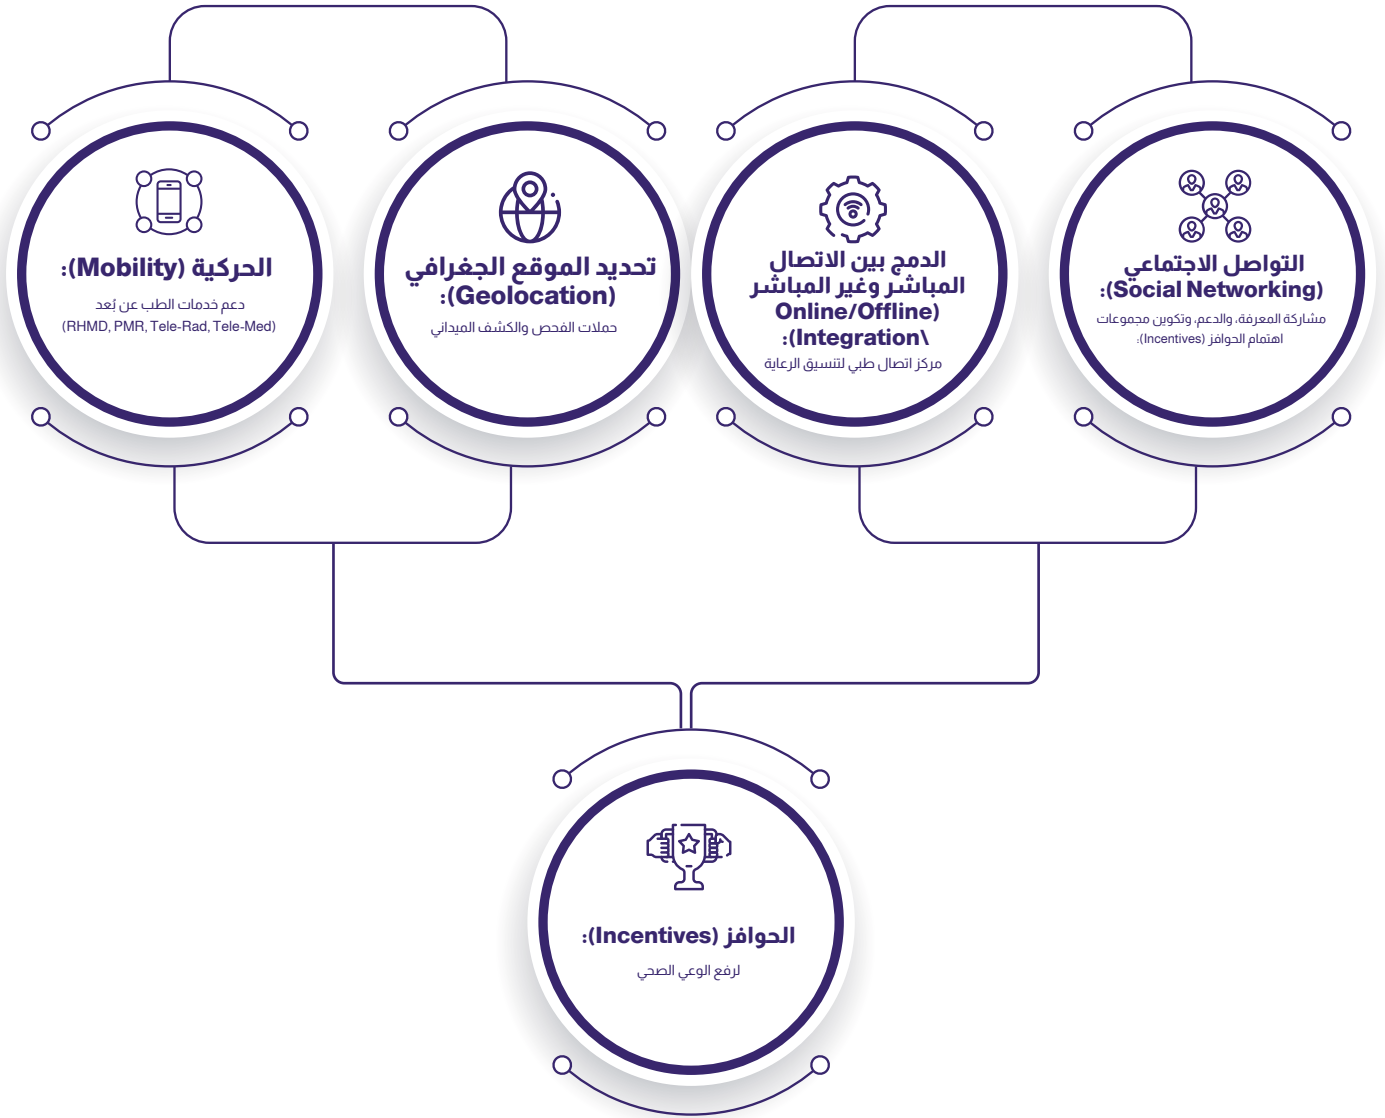 التواصل الاجتماعي
(Social Networking):
مشاركة المعرفة، والدعم، وتكوين مجموعات
اهتمام الحوافز (Incentives):
الدمج بين الاتصال
المباشر وغير المباشر
(Online/Offline
\Integration):
مركز اتصال طبي لتنسيق الرعاية
تحديد الموقع الجغرافي
(Geolocation):
حملات الفحص والكشف الميداني
الحركية (Mobility):
دعم خدمات الطب عن بُعد
(RHMD, PMR, Tele-Rad, Tele-Med)
الحوافز (Incentives):
لرفع الوعي الصحي